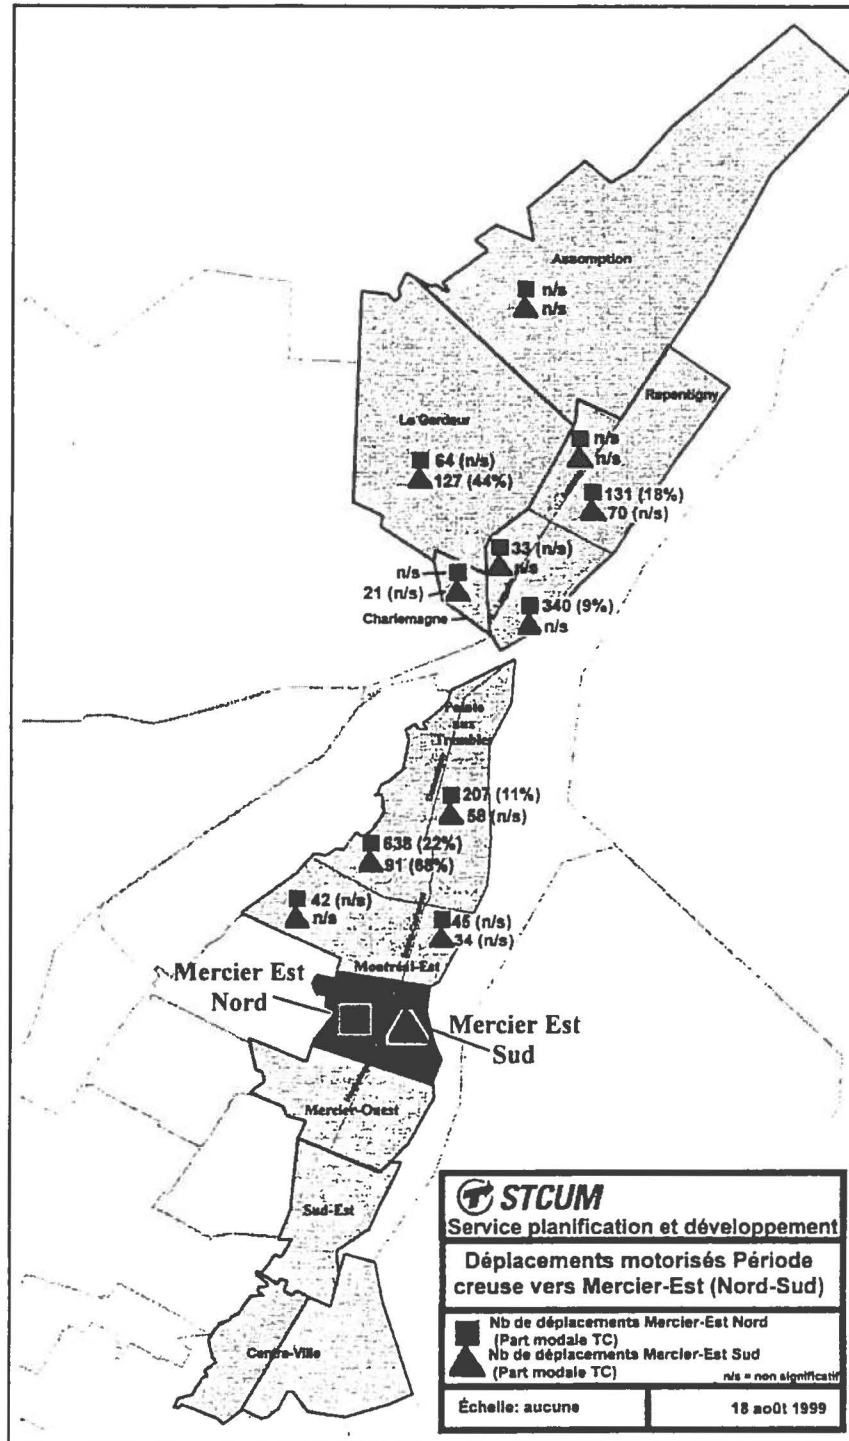 Assomption
n/s
n/s
Repentigny
Le Gardeur
n/s
n/s
64 (n/s)
127 (44%)
131 (18%)
70 (n/s)
33 (n/s)
n/s
n/s
21 (n/s)
340 (9%)
n/s
Charlemagne
Pointe
aux
Trembles
207 (11%)
58 (n/s)
638 (22%)
91 (68%)
42 (n/s)
n/s
45 (n/s)
34 (n/s)
Montréal-Est
Mercier Est
Nord
Mercier Est
Sud
Mercier-Ouest
Sud-Est
Centre-Ville
STCUM
Service planification et développement
Déplacements motorisés Période
creuse vers Mercier-Est (Nord-Sud)
Nb de déplacements Mercier-Est Nord
(Part modale TC)
Nb de déplacements Mercier-Est Sud
(Part modale TC)
n/s = non significatif
Échelle: aucune
18 août 1999